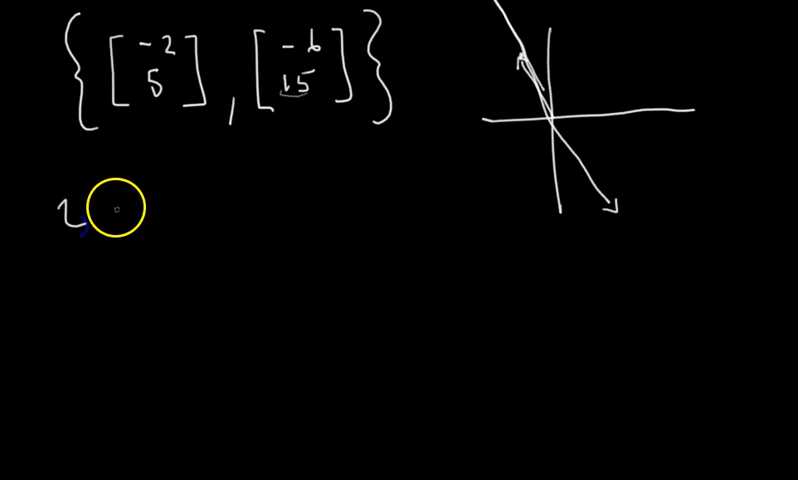 { [ -2 5 ] , [ -6 15 ] }